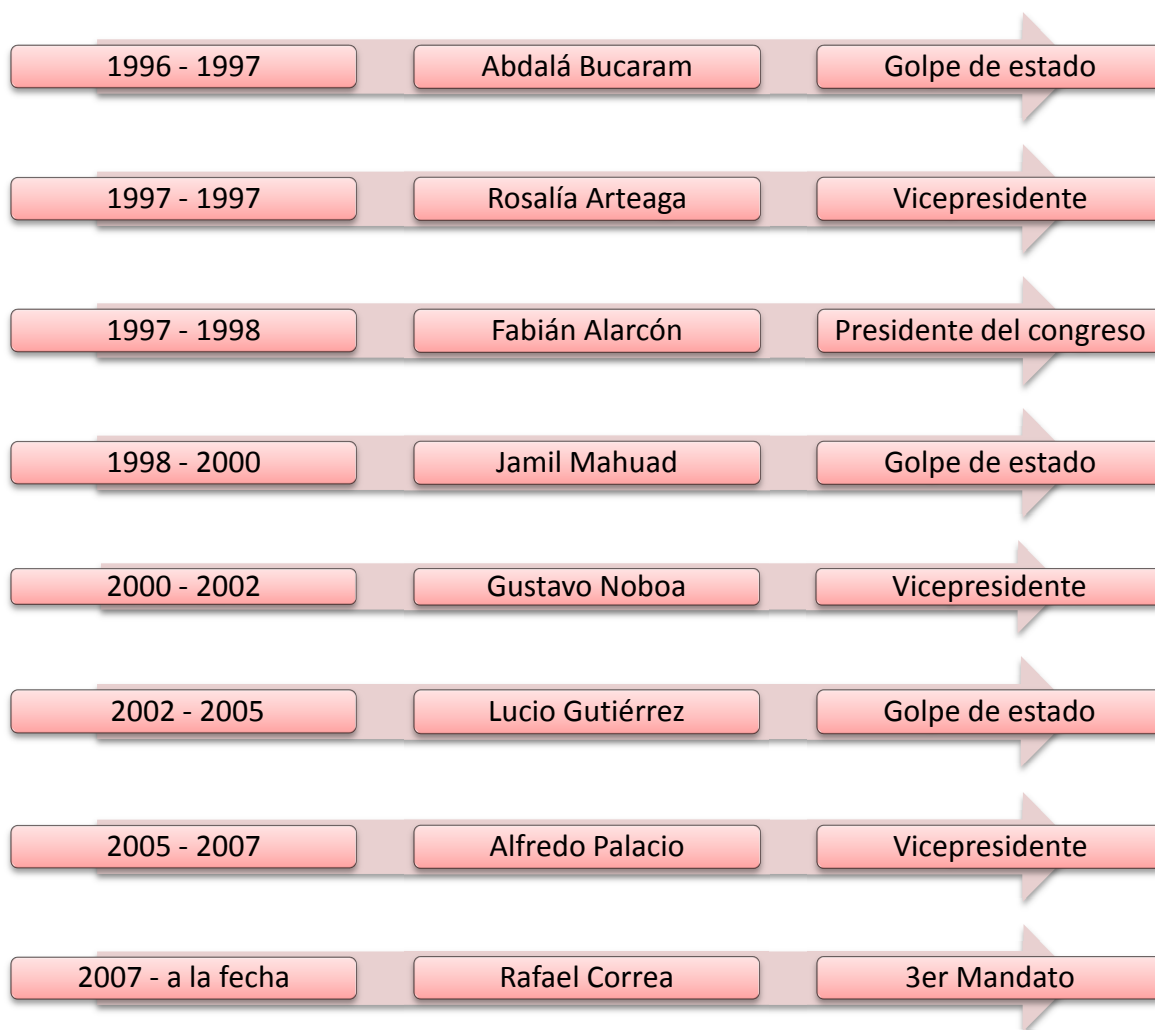 1996 - 1997 Abdalá Bucaram Golpe de estado
1997 - 1997 Rosalía Arteaga Vicepresidente
1997 - 1998 Fabián Alarcón Presidente del congreso
1998 - 2000 Jamil Mahuad Golpe de estado
2000 - 2002 Gustavo Noboa Vicepresidente
2002 - 2005 Lucio Gutiérrez Golpe de estado
2005 - 2007 Alfredo Palacio Vicepresidente
2007 - a la fecha Rafael Correa 3er Mandato